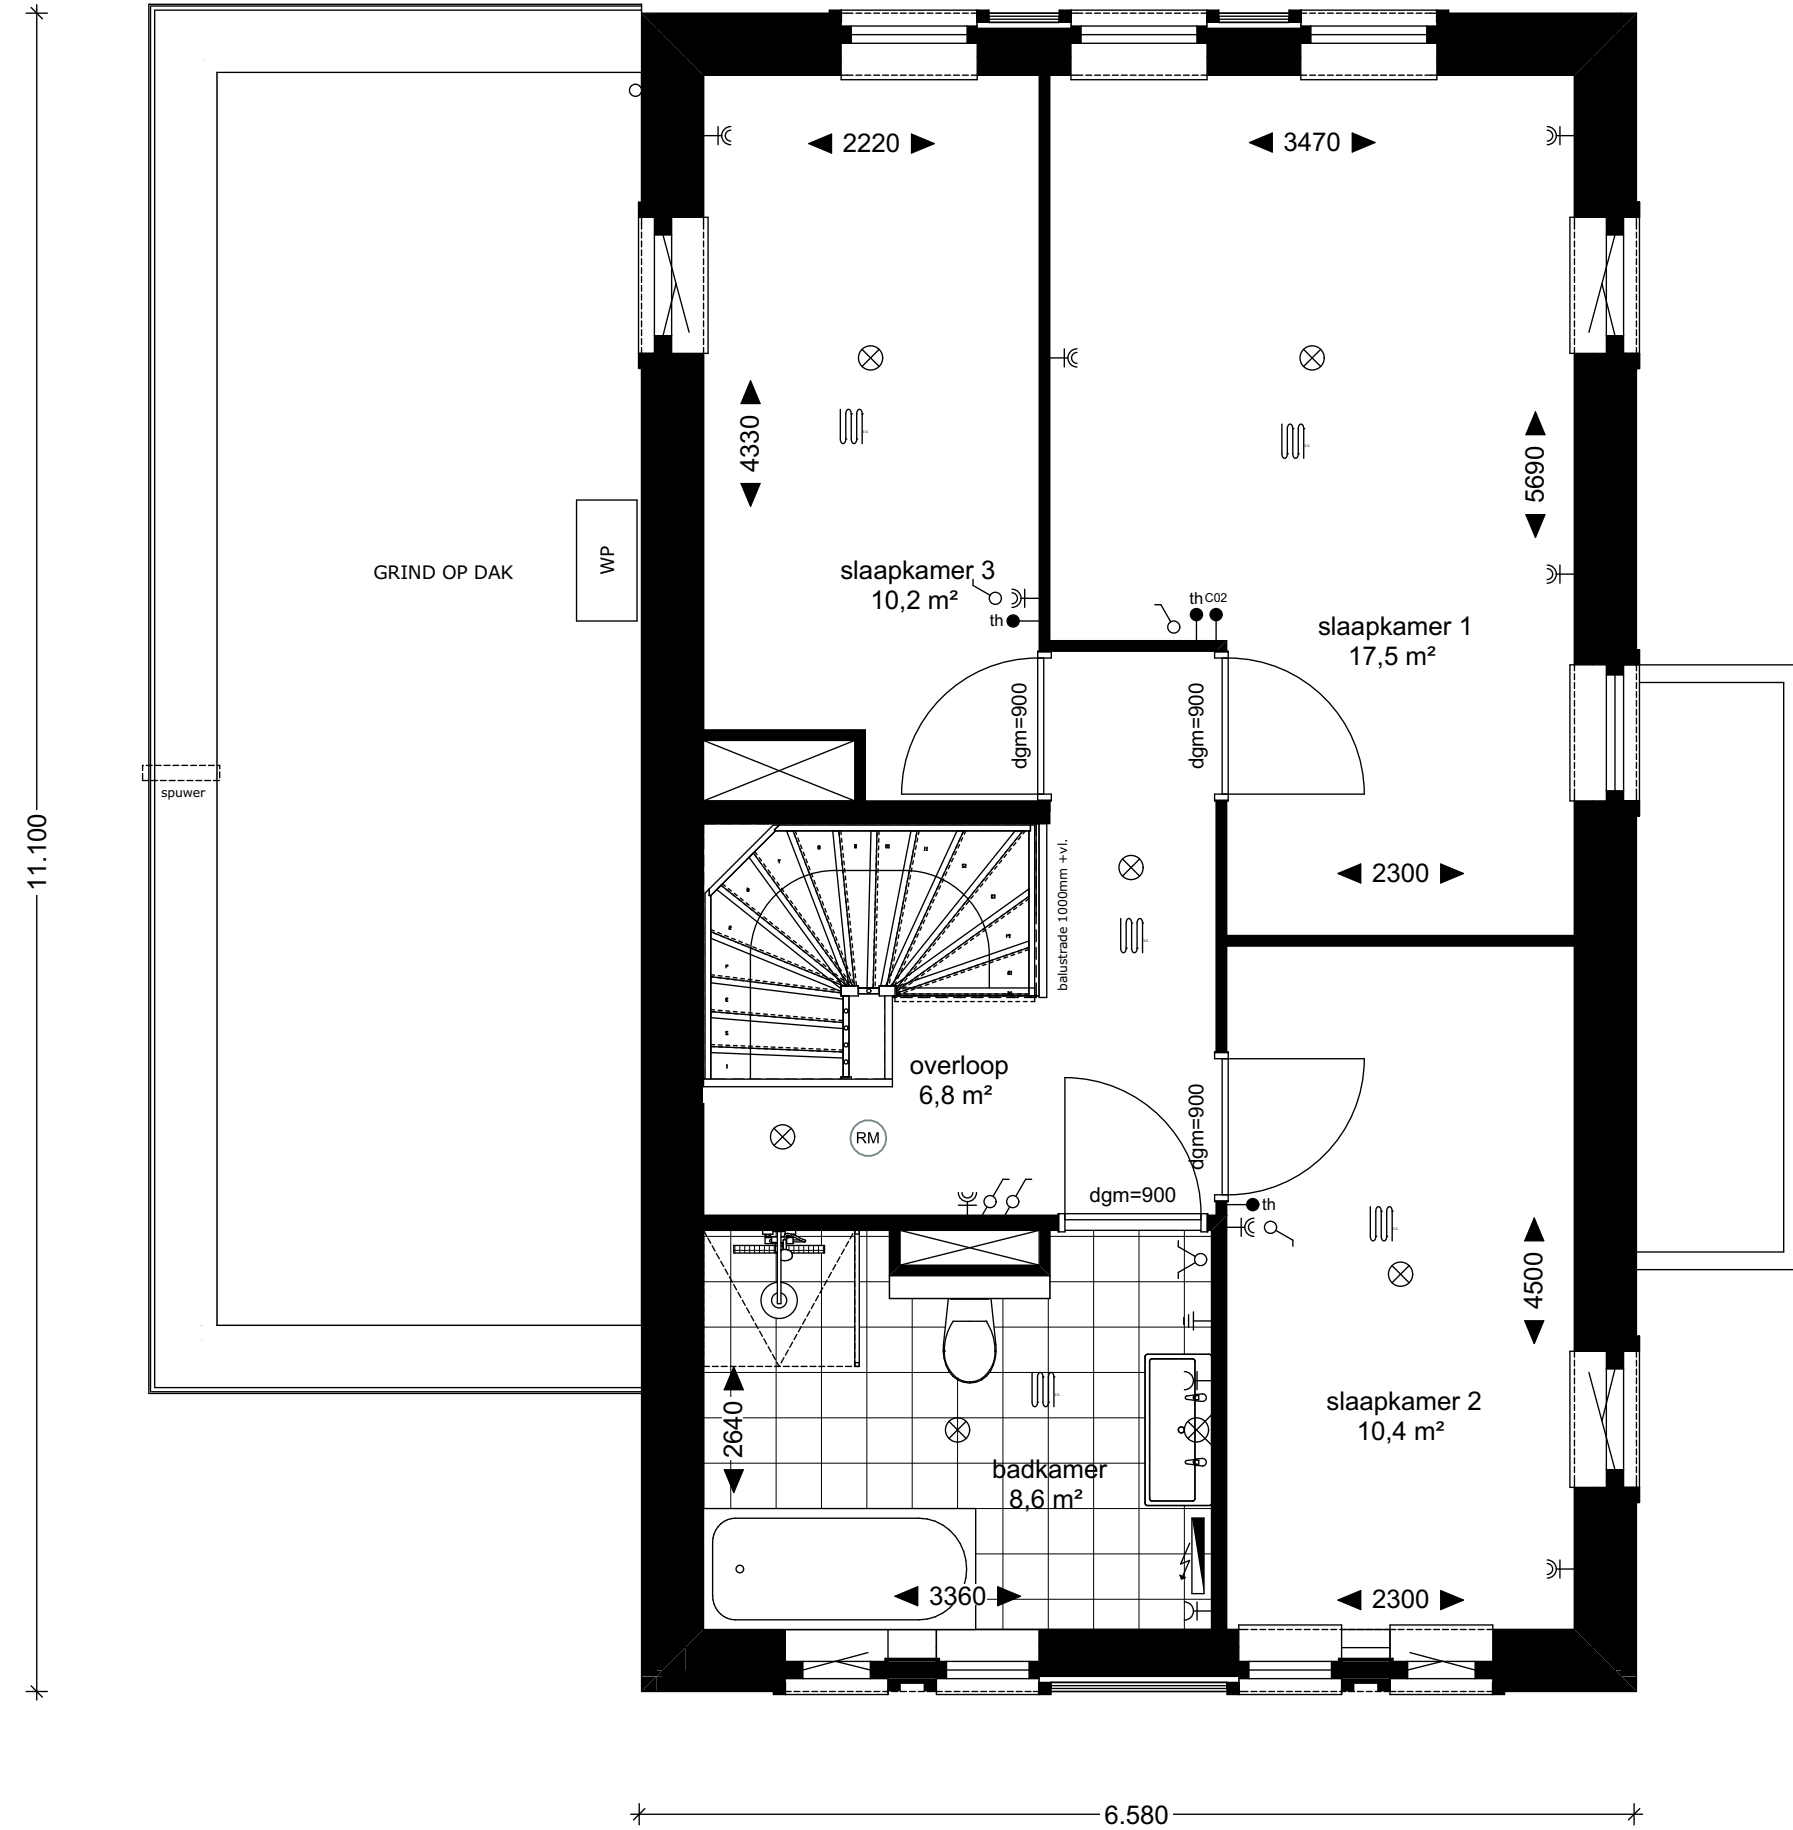 2220
3470
4330
5690
GRIND OP DAK
WP
slaapkamer 3
10,2 m²
th
th
C02
slaapkamer 1
17,5 m²
dgm=900
dgm=900
spuwer
11.100
balustrade 1000mm +vl.
2300
overloop
6,8 m²
RM
dgm=900
dgm=900
th
4500
slaapkamer 2
10,4 m²
2640
badkamer
8,6 m²
3360
2300
6.580